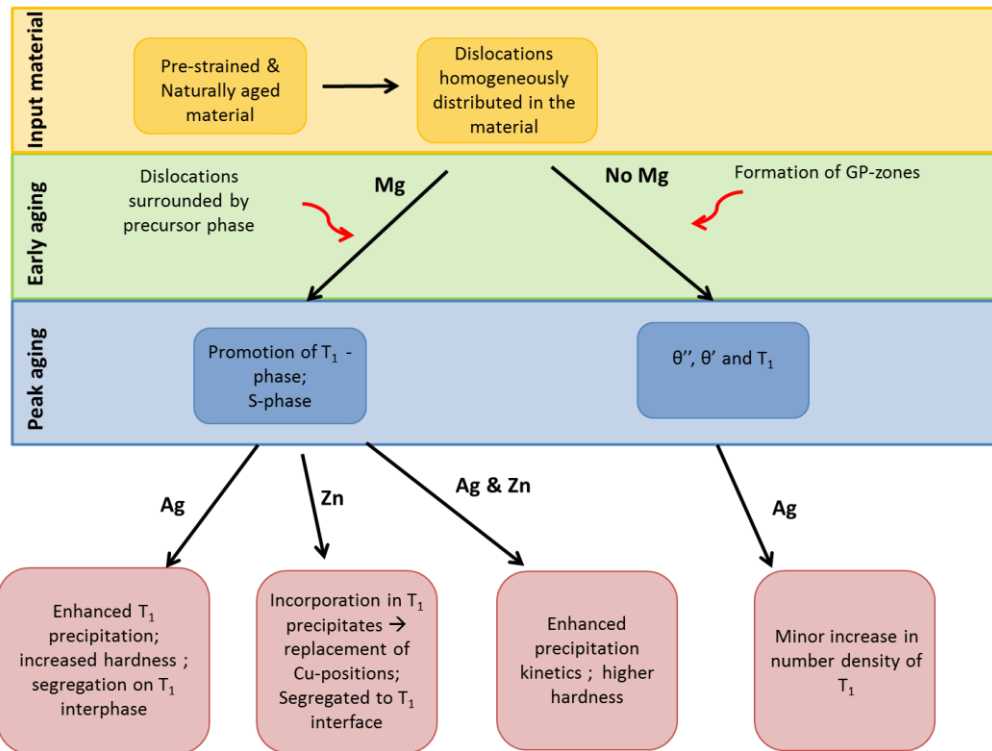 Input material
Pre-strained &
Naturally aged
material
Dislocations
homogeneously
distributed in the
material
Early aging
Dislocations
surrounded by
precursor phase
Mg
No Mg
Formation of GP-zones
Peak aging
Promotion of T₁ -
phase;
S-phase
θ'', θ' and T₁
Ag
Zn
Ag & Zn
Ag
Enhanced T₁
precipitation;
increased hardness ;
segregation on T₁
interphase
Incorporation in T₁
precipitates →
replacement of
Cu-positions;
Segregated to T₁
interface
Enhanced
precipitation
kinetics ; higher
hardness
Minor increase in
number density of
T₁